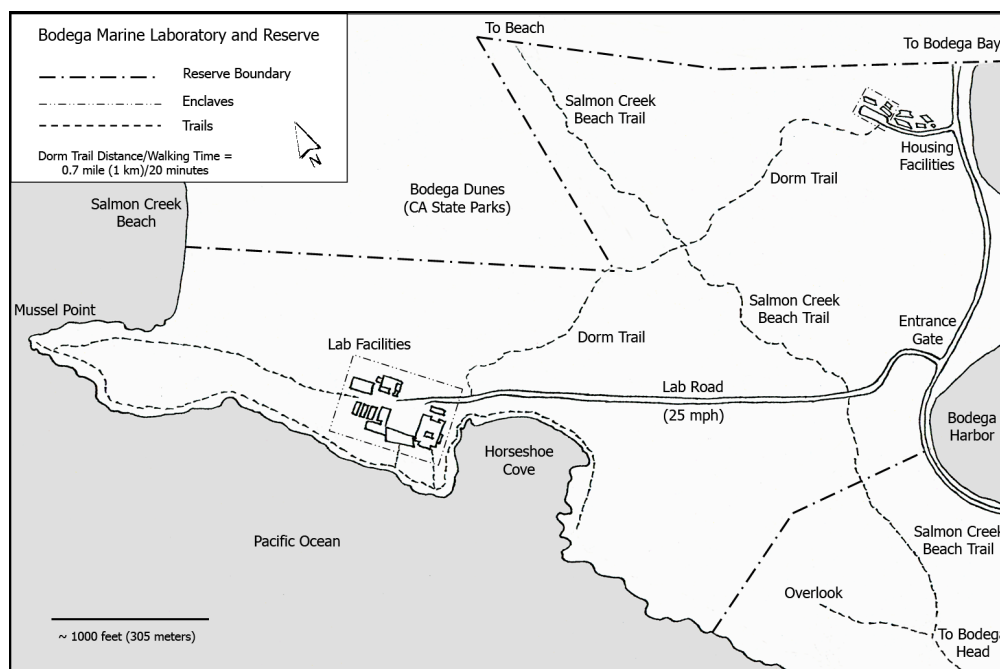 Bodega Marine Laboratory and Reserve
Reserve Boundary
Enclaves
Trails
Dorm Trail Distance/Walking Time =
0.7 mile (1 km)/20 minutes
N
To Beach
To Bodega Bay
Salmon Creek
Beach Trail
Housing
Facilities
Dorm Trail
Bodega Dunes
(CA State Parks)
Salmon Creek
Beach
Mussel Point
Salmon Creek
Beach Trail
Entrance
Gate
Dorm Trail
Lab Facilities
Lab Road
(25 mph)
Bodega
Harbor
Horseshoe
Cove
Pacific Ocean
Salmon Creek
Beach Trail
Overlook
To Bodega
Head
~ 1000 feet (305 meters)